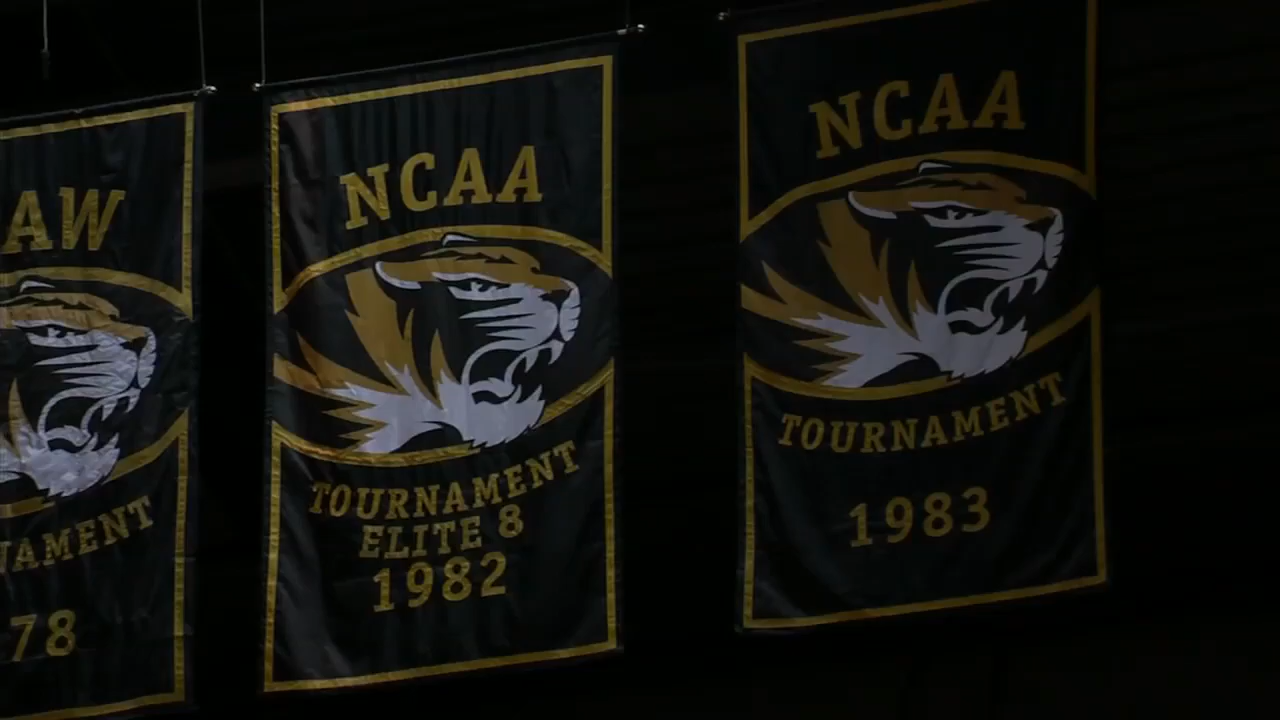 AW
NAMENT
78
NCAA
TOURNAMENT
ELITE 8
1982
NCAA
TOURNAMENT
1983